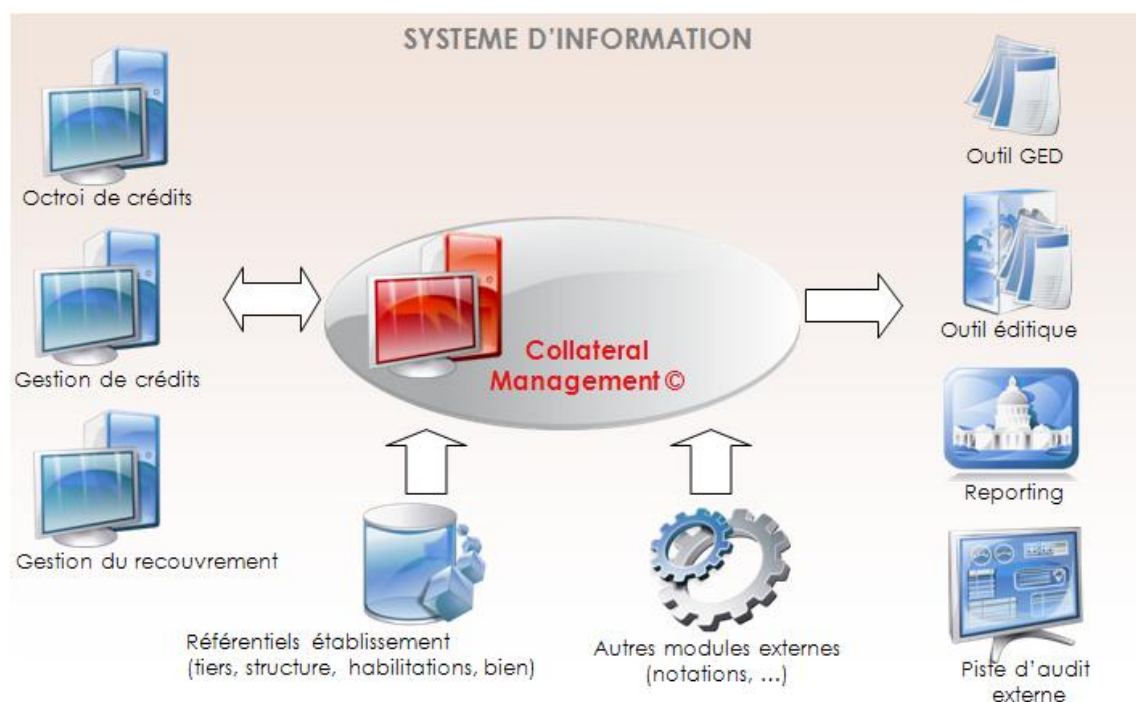 SYSTEME D'INFORMATION
Octroi de crédits
Gestion de crédits
Gestion du recouvrement
Collateral
Management ©
Référentiels établissement
(tiers, structure, habilitations, bien)
Autres modules externes
(notations, ...)
Outil GED
Outil éditique
Reporting
Piste d'audit
externe